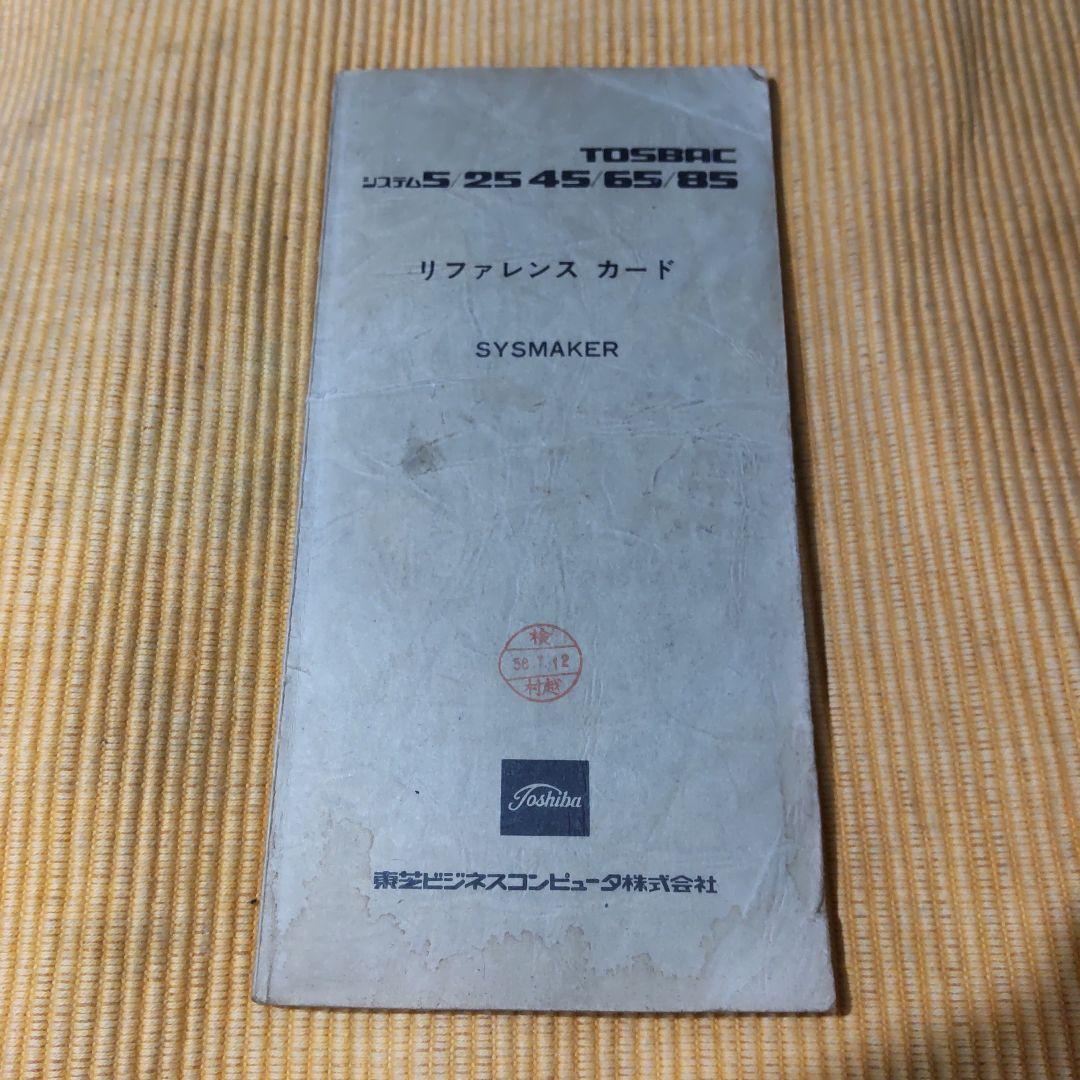 TOSBAC
システム5/25 45/65/85
リファレンス カード
SYSMAKER
検
58.7.12
村越
Toshiba
東芝ビジネスコンピュータ株式会社